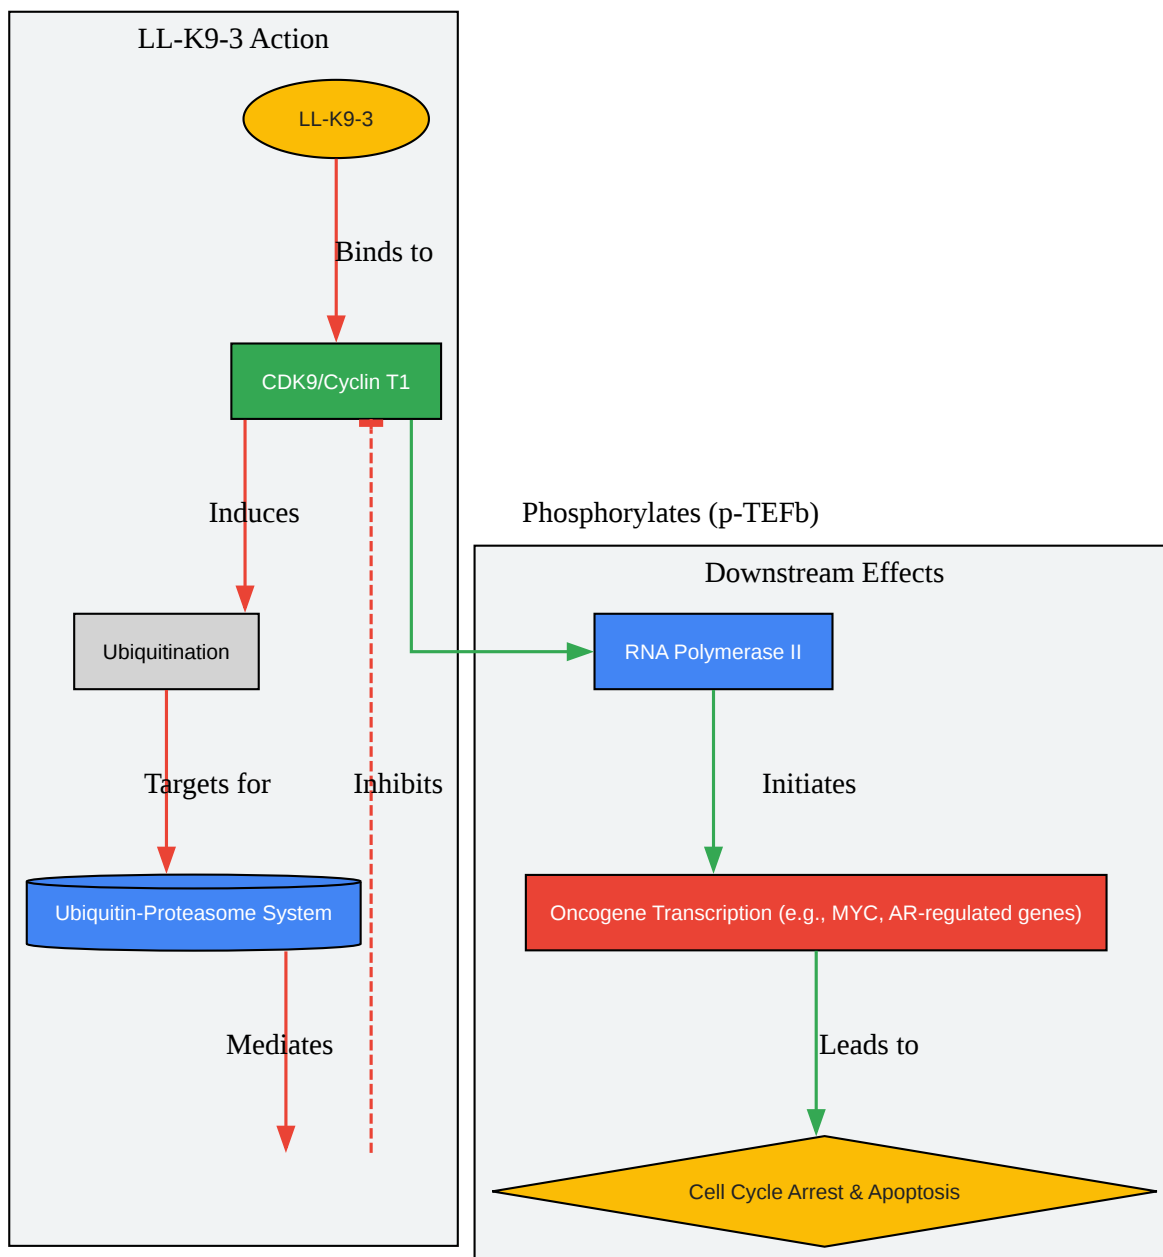 LL-K9-3 Action
LL-K9-3
Binds to
CDK9/Cyclin T1
Induces
Phosphorylates (p-TEFb)
Downstream Effects
Ubiquitination
RNA Polymerase II
Targets for
Inhibits
Initiates
Ubiquitin-Proteasome System
Oncogene Transcription (e.g., MYC, AR-regulated genes)
Mediates
Leads to
Cell Cycle Arrest & Apoptosis